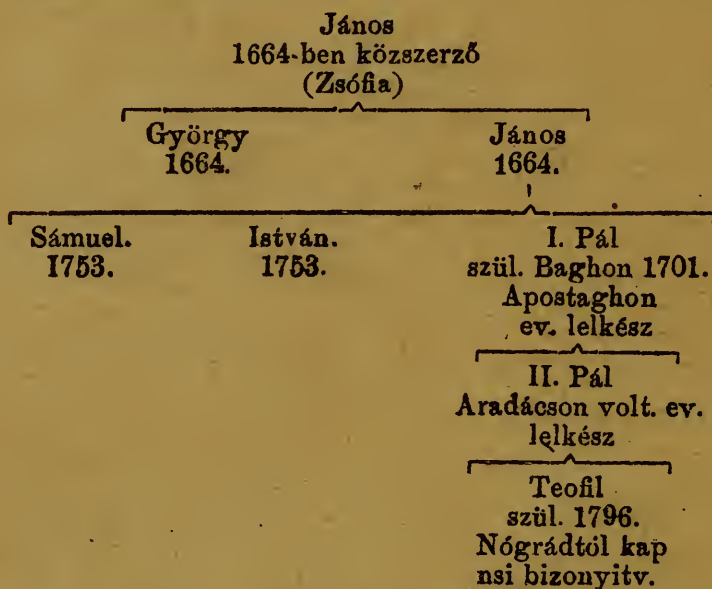 János
1664-ben közszerző
(Zsófia)
György János
1664. 1664.
Sámuel. István. I. Pál
1753. 1753. szül. Baghon 1701.
Apostaghon
ev. lelkész
II. Pál
Aradácson volt. ev.
lelkész
Teofil
szül. 1796.
Nógrádtól kap
nsi bizonyitv.